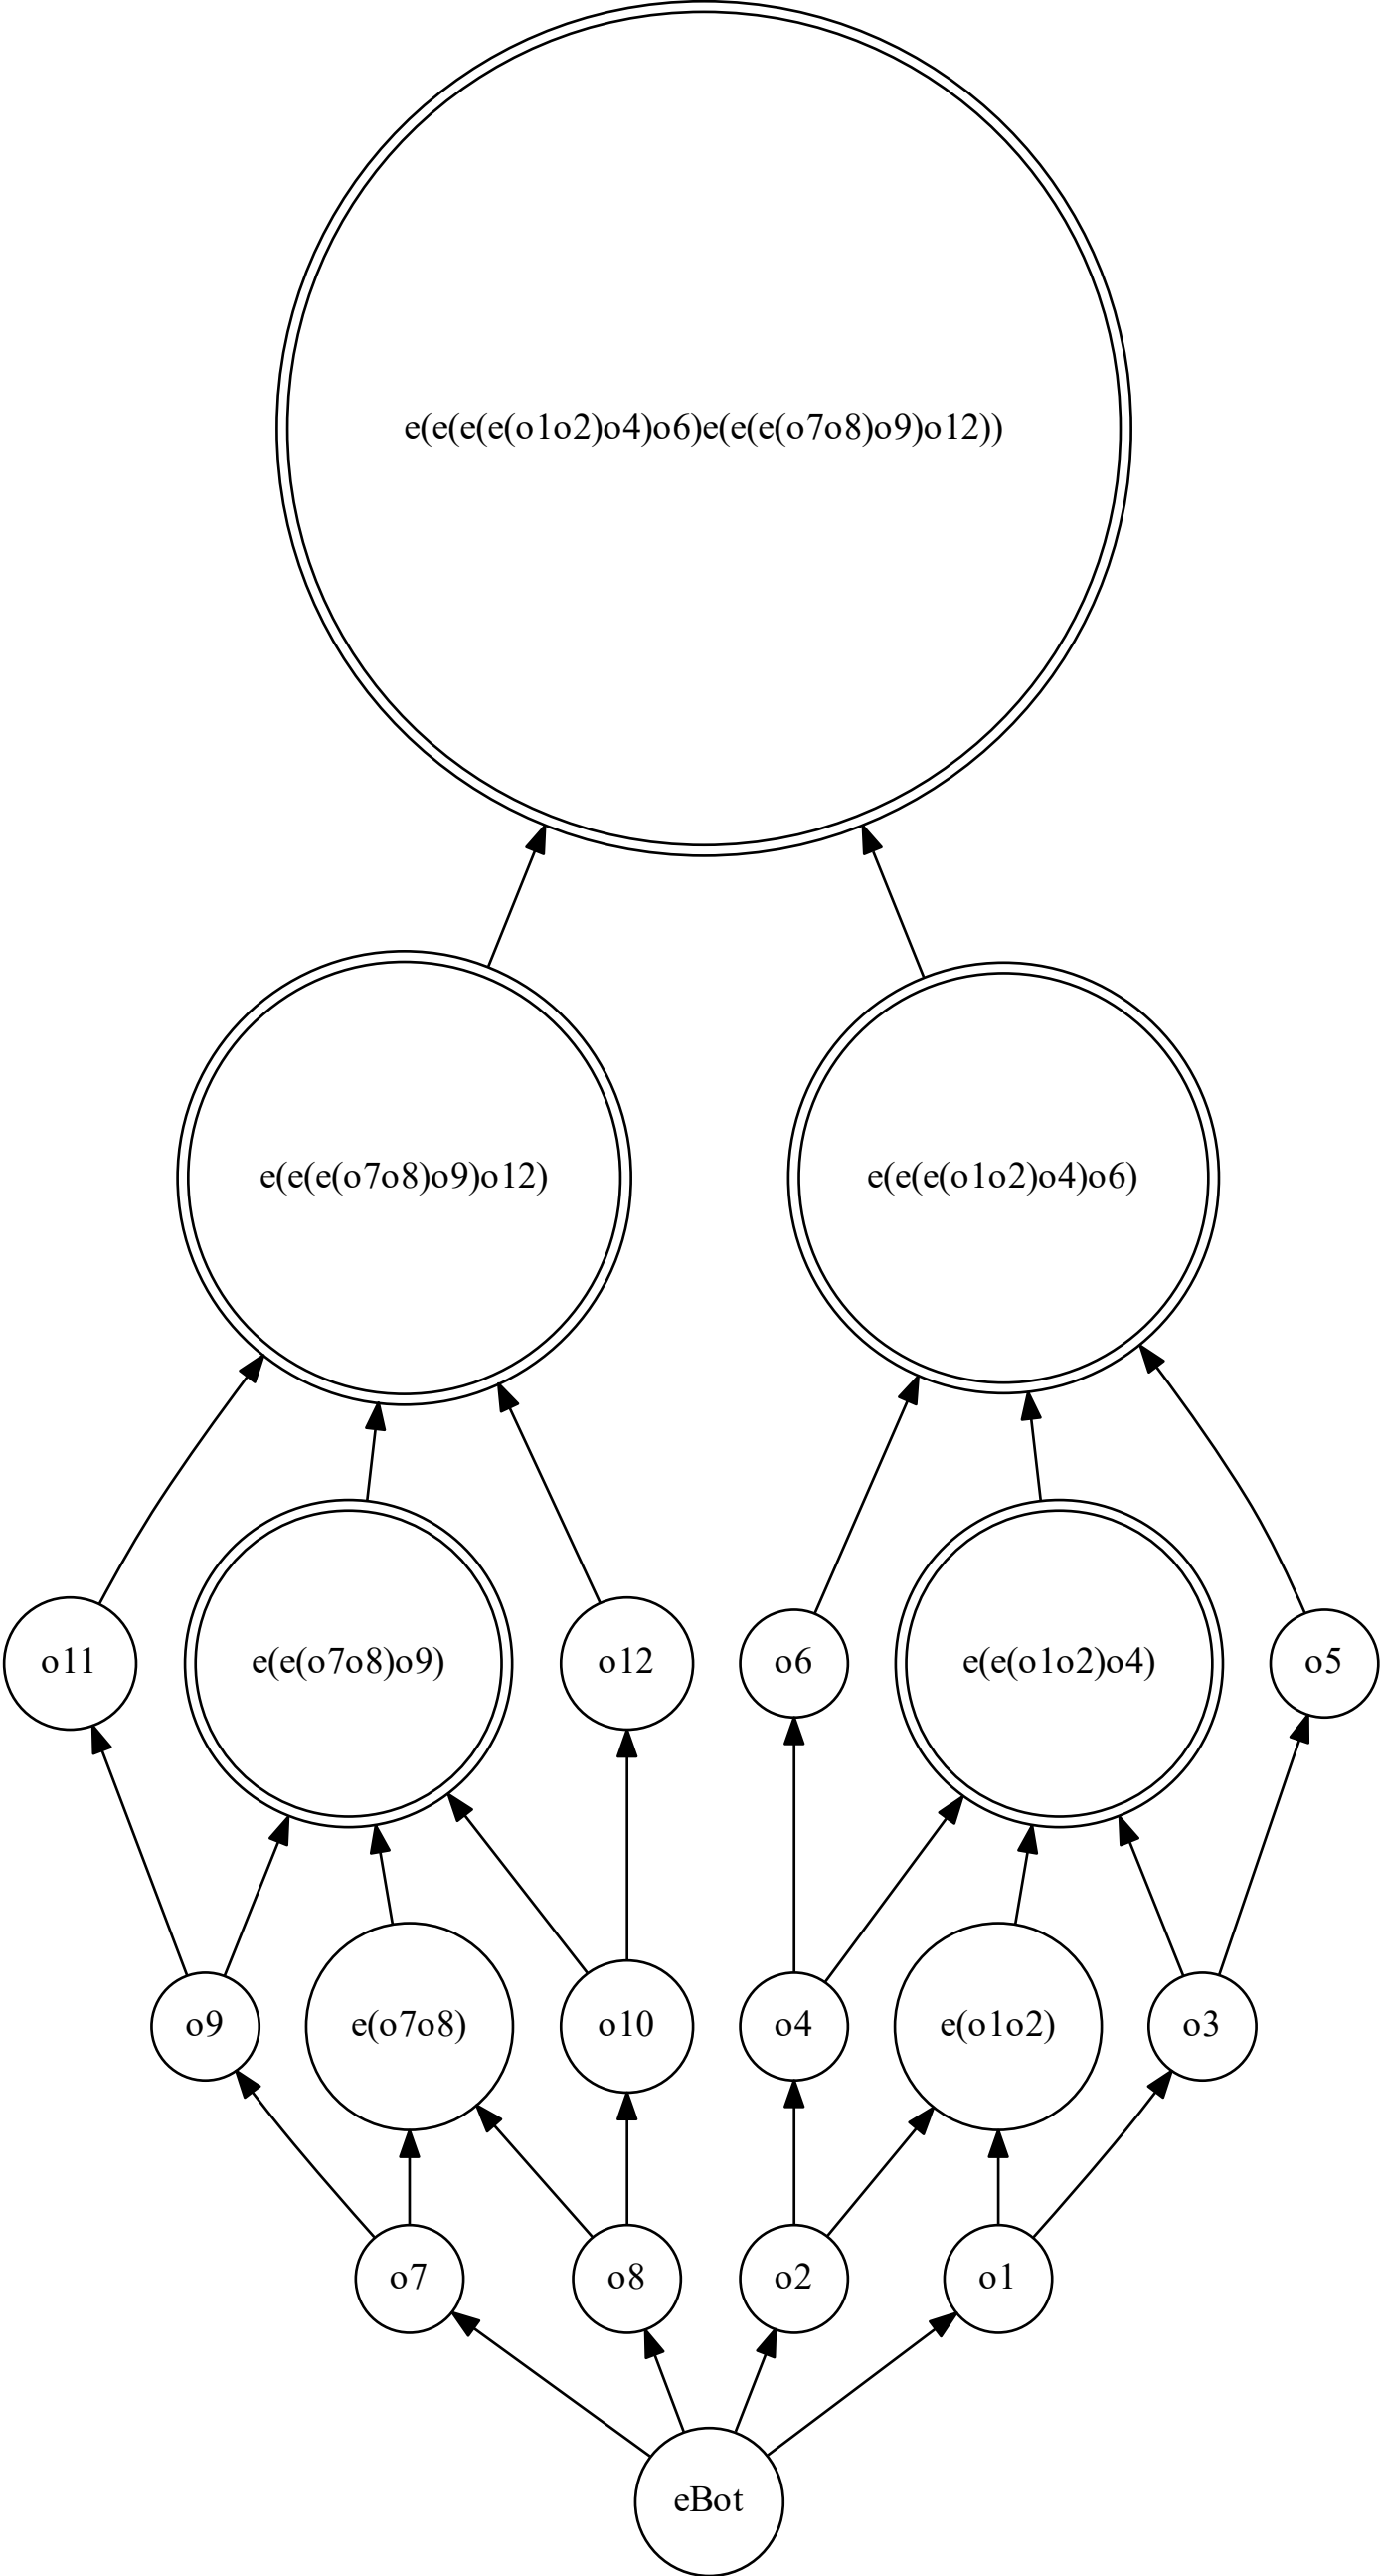 e(e(e(e(o1o2)o4)o6)e(e(e(o7o8)o9)o12))
e(e(e(o7o8)o9)o12)
e(e(e(o1o2)o4)o6)
o11
e(e(o7o8)o9)
o12
o6
e(e(o1o2)o4)
o5
o9
e(o7o8)
o10
o4
e(o1o2)
o3
o7
o8
o2
o1
eBot